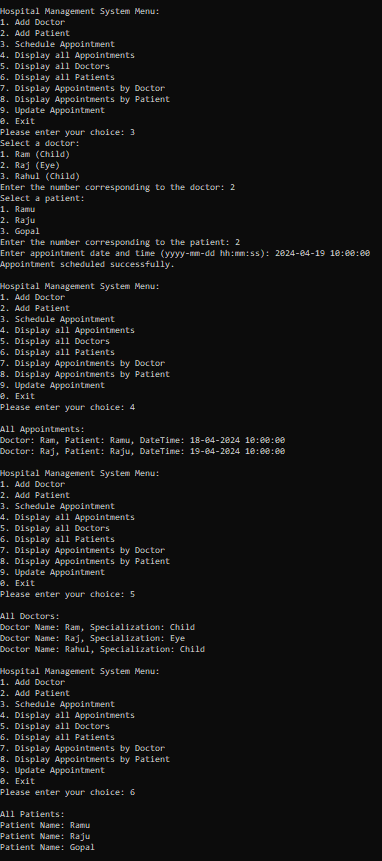 Hospital Management System Menu:
1. Add Doctor
2. Add Patient
3. Schedule Appointment
4. Display all Appointments
5. Display all Doctors
6. Display all Patients
7. Display Appointments by Doctor
8. Display Appointments by Patient
9. Update Appointment
0. Exit
Please enter your choice: 3
Select a doctor:
1. Ram (Child)
2. Raj (Eye)
3. Rahul (Child)
Enter the number corresponding to the doctor: 2
Select a patient:
1. Ramu
2. Raju
3. Gopal
Enter the number corresponding to the patient: 2
Enter appointment date and time (yyyy-mm-dd hh:mm:ss): 2024-04-19 10:00:00
Appointment scheduled successfully.

Hospital Management System Menu:
1. Add Doctor
2. Add Patient
3. Schedule Appointment
4. Display all Appointments
5. Display all Doctors
6. Display all Patients
7. Display Appointments by Doctor
8. Display Appointments by Patient
9. Update Appointment
0. Exit
Please enter your choice: 4

All Appointments:
Doctor: Ram, Patient: Ramu, DateTime: 18-04-2024 10:00:00
Doctor: Raj, Patient: Raju, DateTime: 19-04-2024 10:00:00

Hospital Management System Menu:
1. Add Doctor
2. Add Patient
3. Schedule Appointment
4. Display all Appointments
5. Display all Doctors
6. Display all Patients
7. Display Appointments by Doctor
8. Display Appointments by Patient
9. Update Appointment
0. Exit
Please enter your choice: 5

All Doctors:
Doctor Name: Ram, Specialization: Child
Doctor Name: Raj, Specialization: Eye
Doctor Name: Rahul, Specialization: Child

Hospital Management System Menu:
1. Add Doctor
2. Add Patient
3. Schedule Appointment
4. Display all Appointments
5. Display all Doctors
6. Display all Patients
7. Display Appointments by Doctor
8. Display Appointments by Patient
9. Update Appointment
0. Exit
Please enter your choice: 6

All Patients:
Patient Name: Ramu
Patient Name: Raju
Patient Name: Gopal